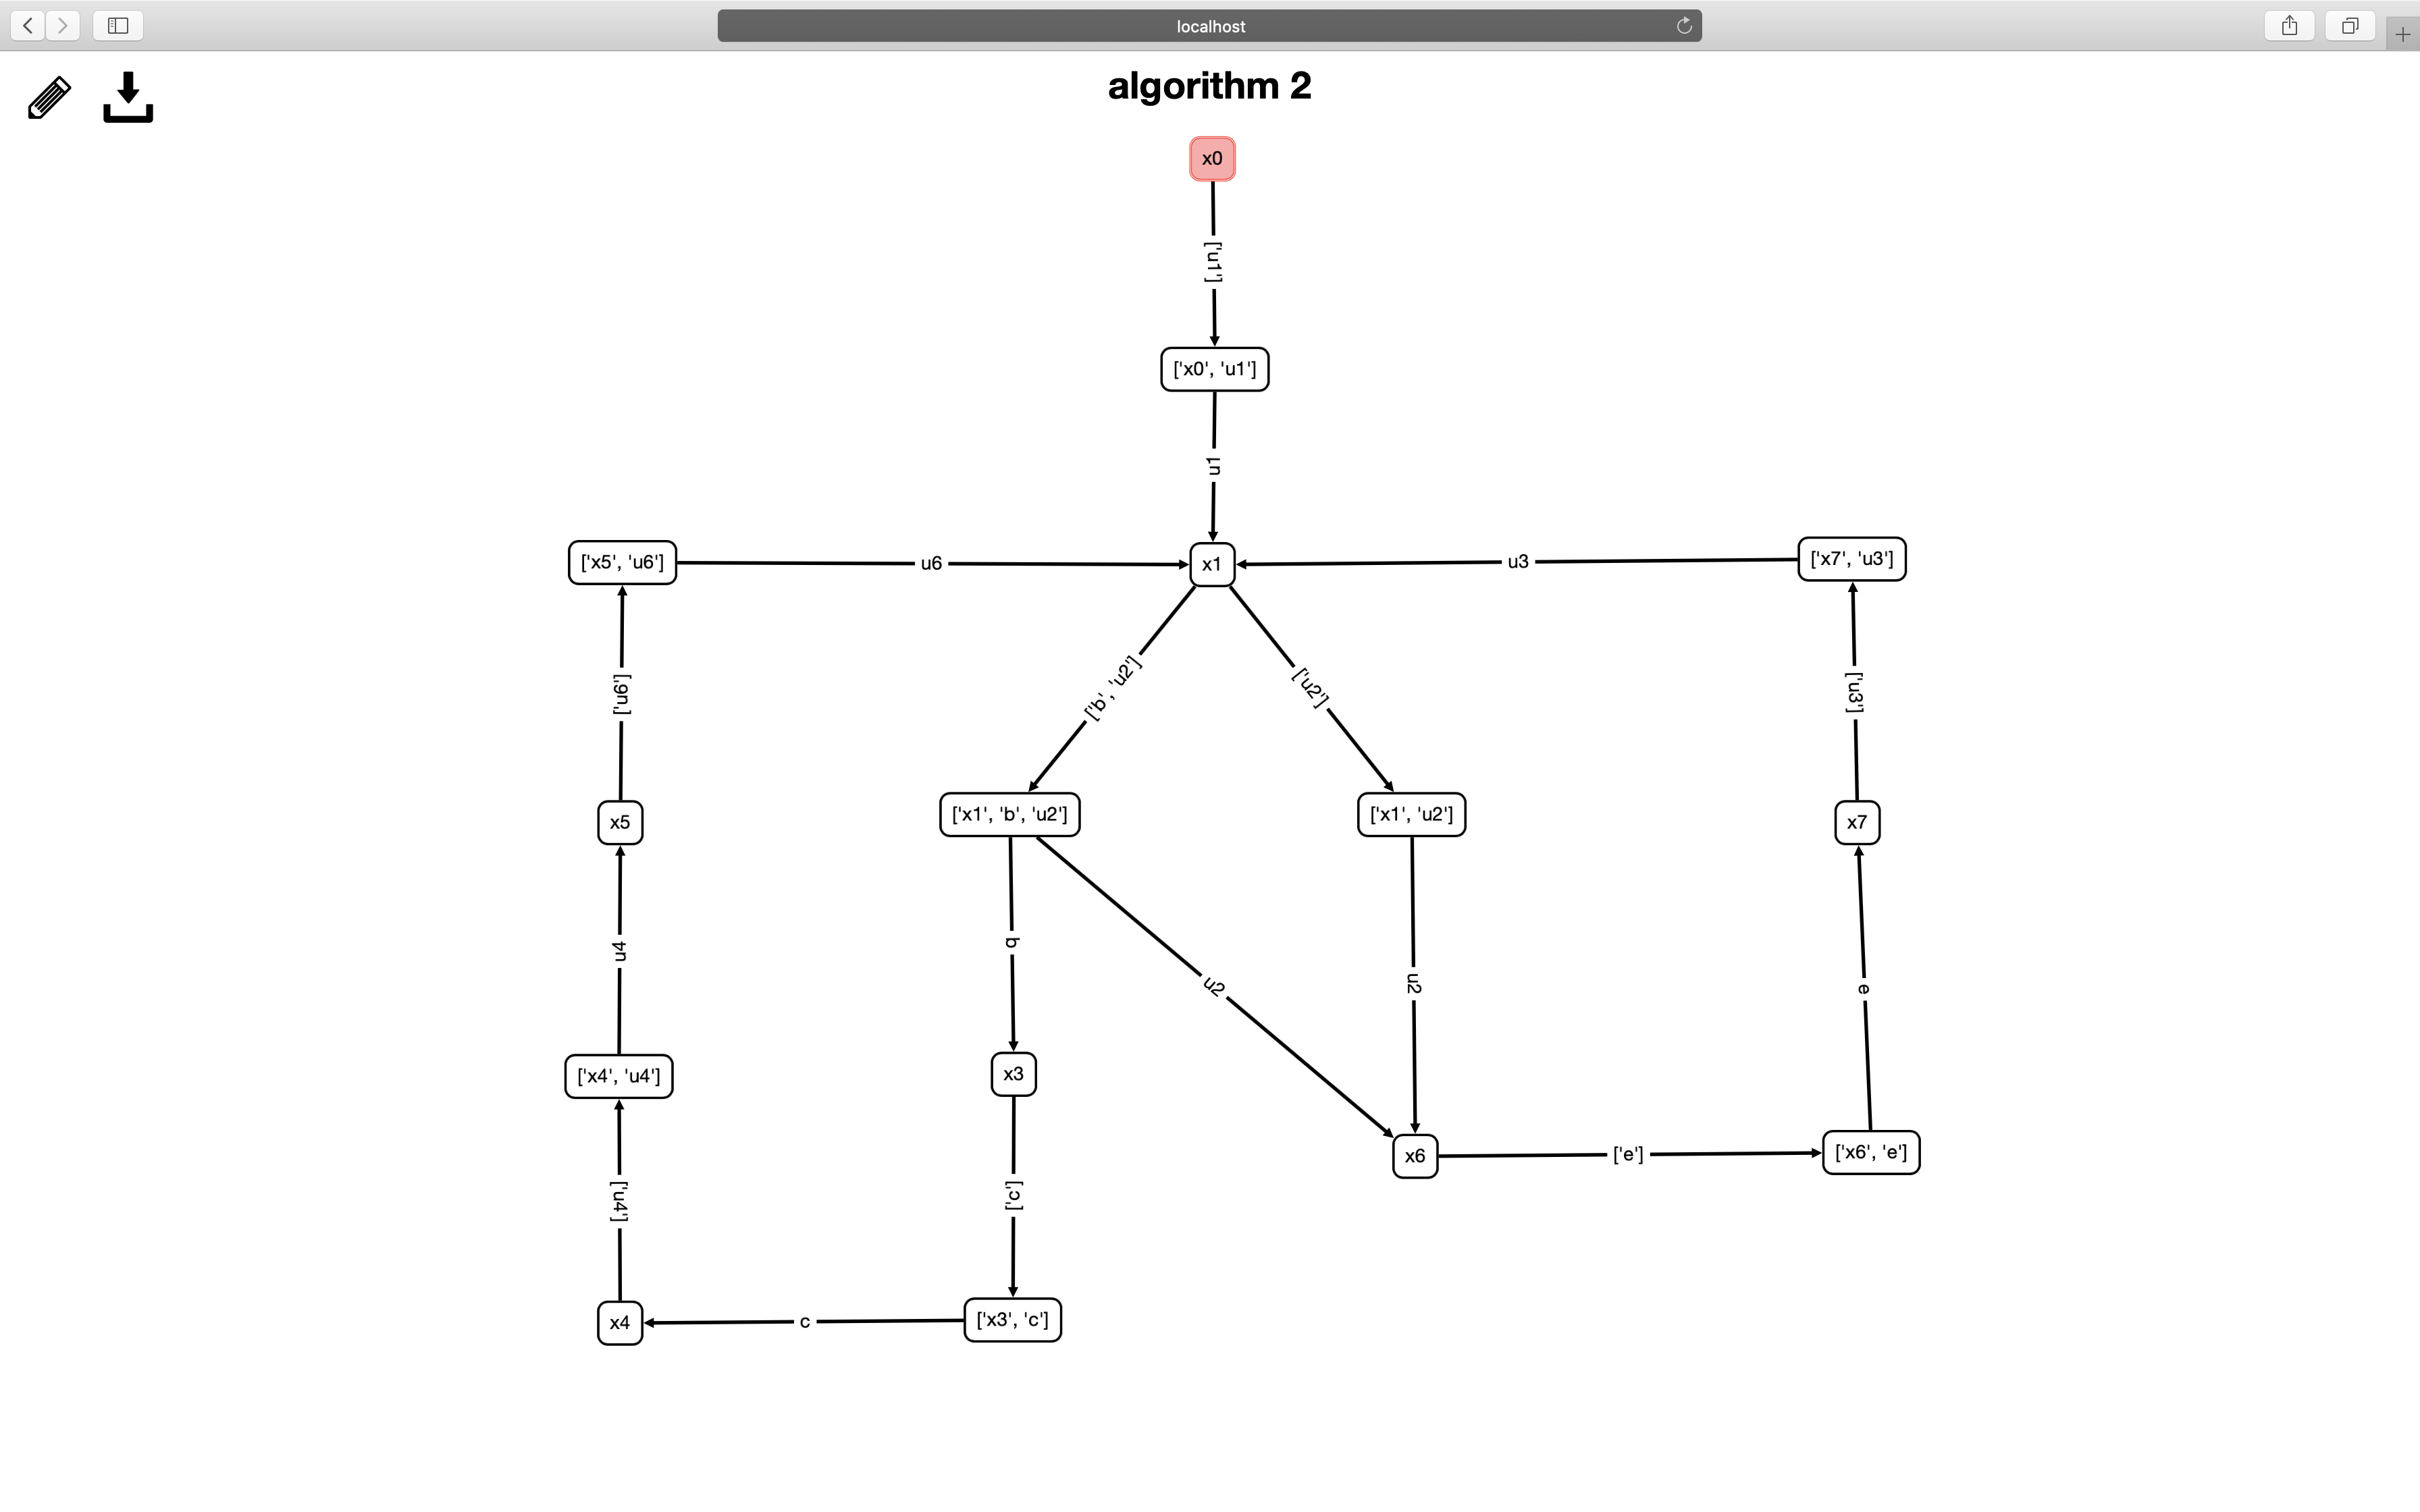 localhost
algorithm 2
x0
['u1']
['x0', 'u1']
u1
['x5', 'u6']
u6
x1
u3
['x7', 'u3']
['u6']
['b', 'u2']
['u2']
['u3']
x5
['x1', 'b', 'u2']
['x1', 'u2']
x7
u4
b
u2
u2
e
['x4', 'u4']
x3
['u4']
['c']
x6
['e']
['x6', 'e']
x4
c
['x3', 'c']